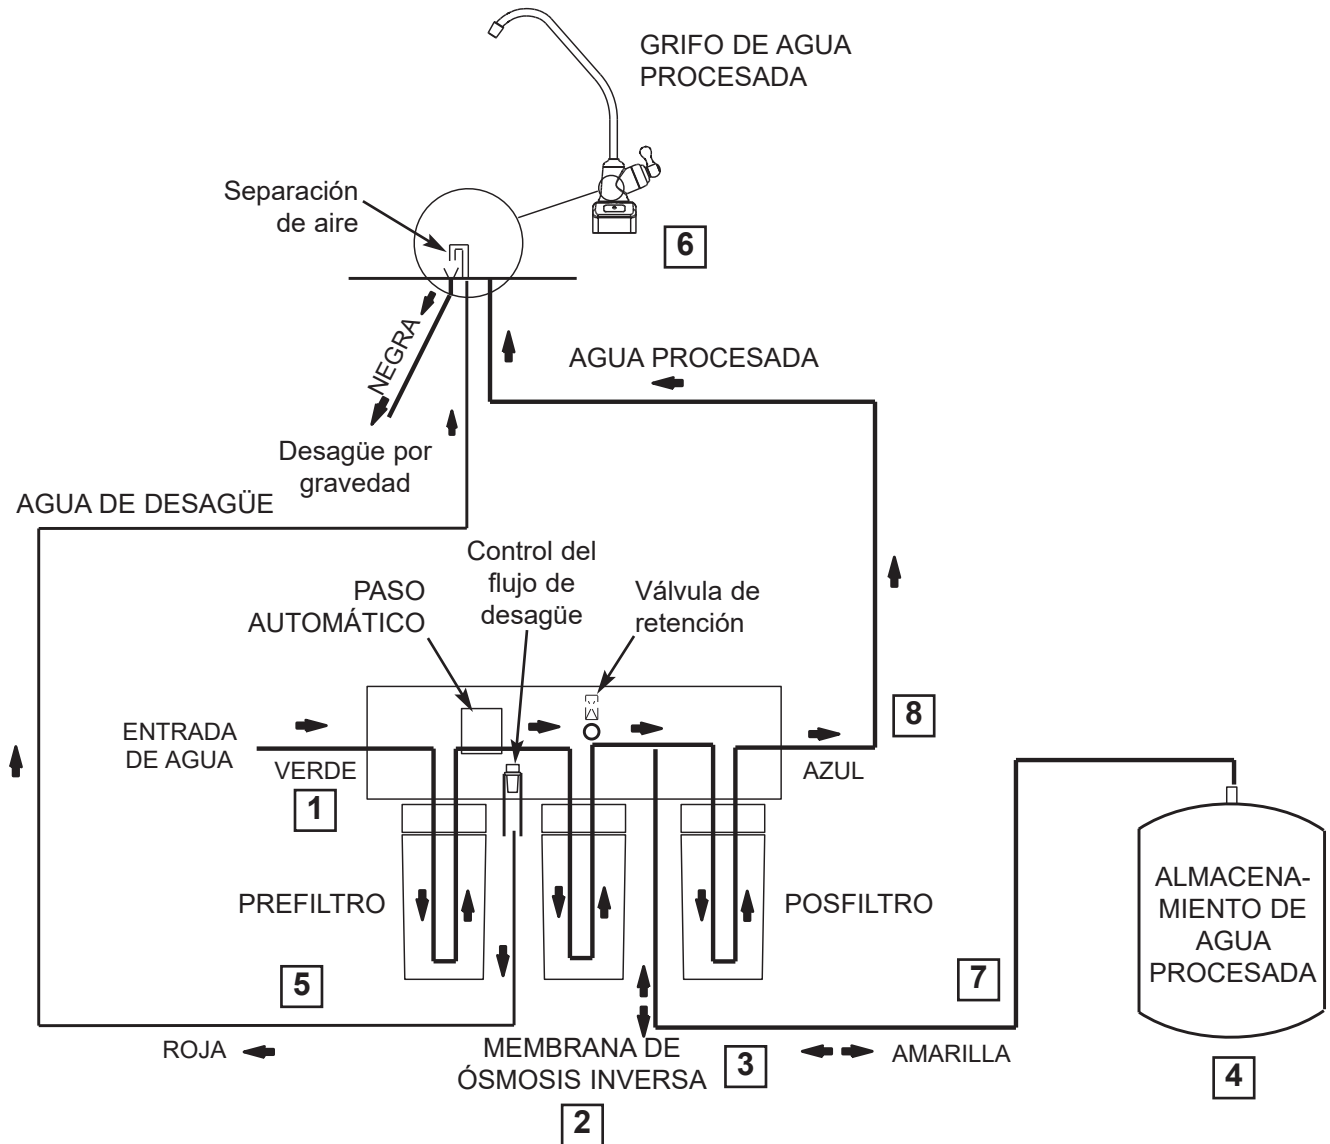 GRIFO DE AGUA
PROCESADA
Separación
de aire
6
NEGRA
AGUA PROCESADA
Desagüe por
gravedad
AGUA DE DESAGÜE
Control del
flujo de
desagüe
PASO
AUTOMÁTICO
Válvula de
retención
8
ENTRADA
DE AGUA
VERDE
AZUL
1
PREFILTRO
POSFILTRO
ALMACENA-
MIENTO DE
AGUA
PROCESADA
5
7
ROJA
MEMBRANA DE
ÓSMOSIS INVERSA
3
AMARILLA
4
2